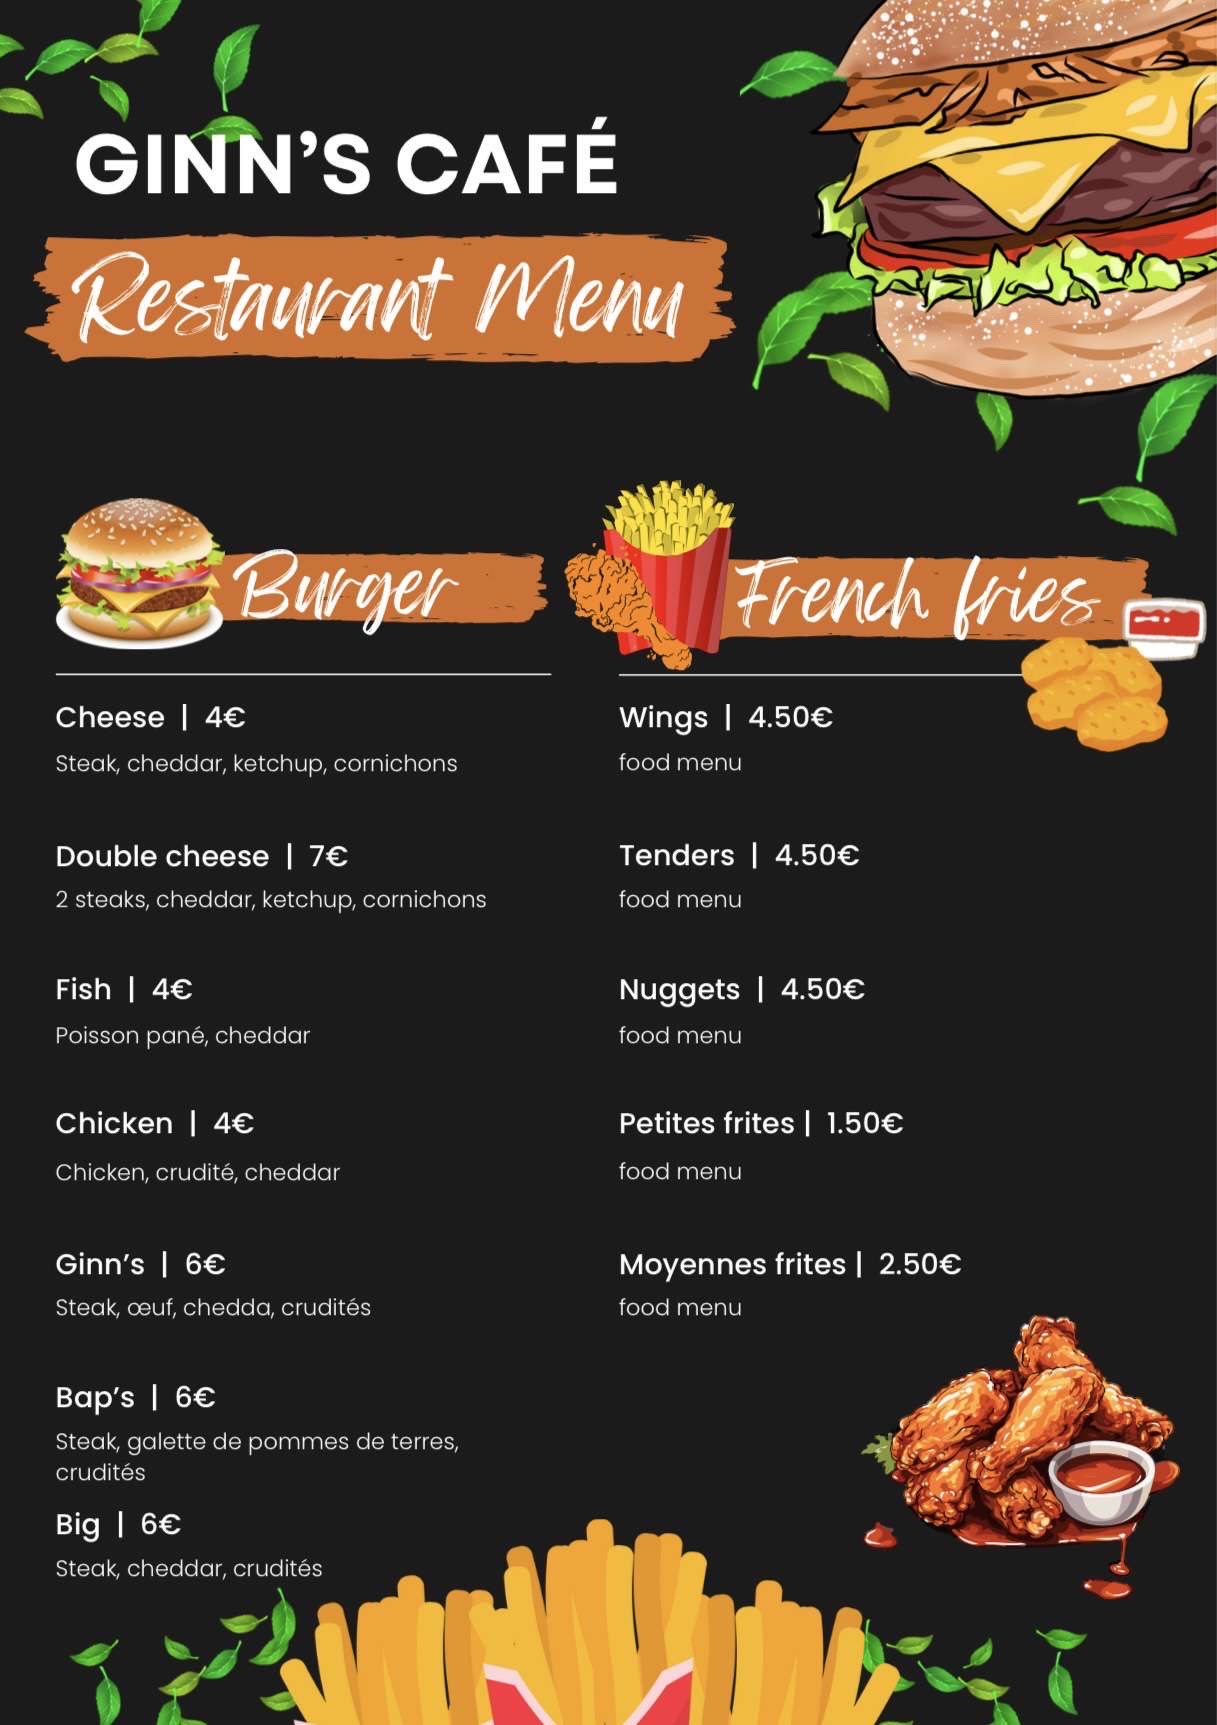 GINN'S CAFÉ
Restaurant Menu
Burger
Cheese | 4€
Steak, cheddar, ketchup, cornichons
Double cheese | 7€
2 steaks, cheddar, ketchup, cornichons
Fish | 4€
Poisson pané, cheddar
Chicken | 4€
Chicken, crudité, cheddar
Ginn's | 6€
Steak, œuf, chedda, crudités
Bap's | 6€
Steak, galette de pommes de terres,
crudités
Big | 6€
Steak, cheddar, crudités
French fries
Wings | 4.50€
food menu
Tenders | 4.50€
food menu
Nuggets | 4.50€
food menu
Petites frites | 1.50€
food menu
Moyennes frites | 2.50€
food menu